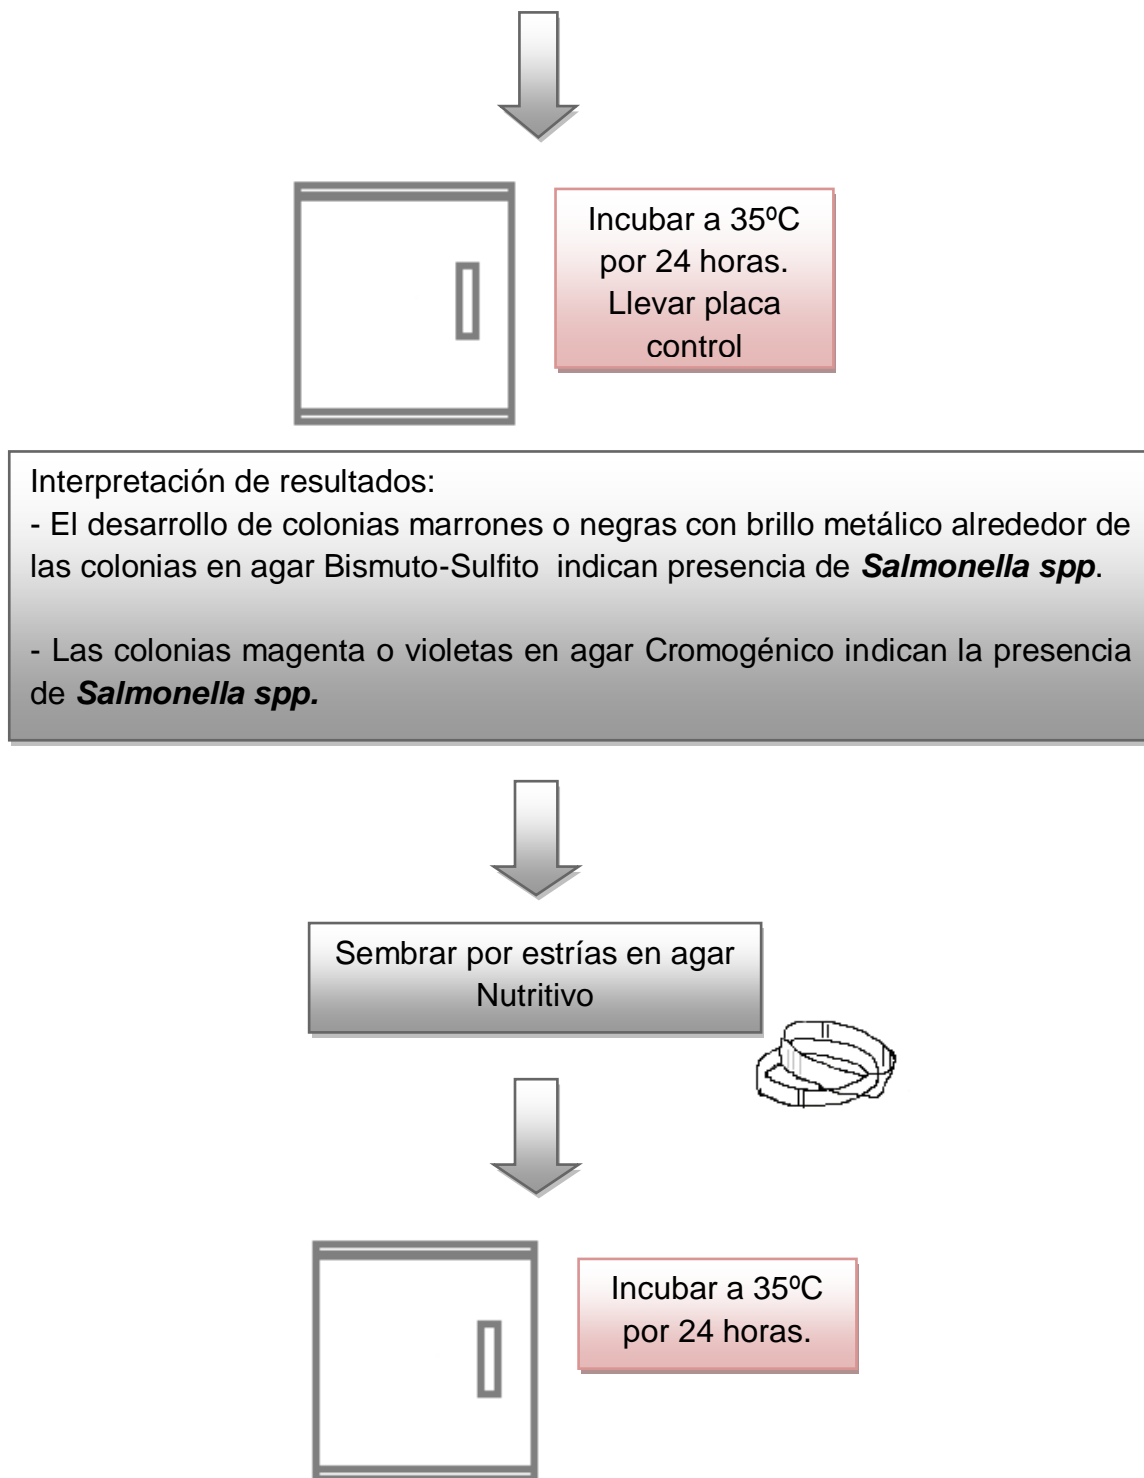 Incubar a 35ºC
por 24 horas.
Llevar placa
control
Interpretación de resultados:
- El desarrollo de colonias marrones o negras con brillo metálico alrededor de
las colonias en agar Bismuto-Sulfito indican presencia de Salmonella spp.
- Las colonias magenta o violetas en agar Cromogénico indican la presencia
de Salmonella spp.
Sembrar por estrías en agar
Nutritivo
Incubar a 35ºC
por 24 horas.